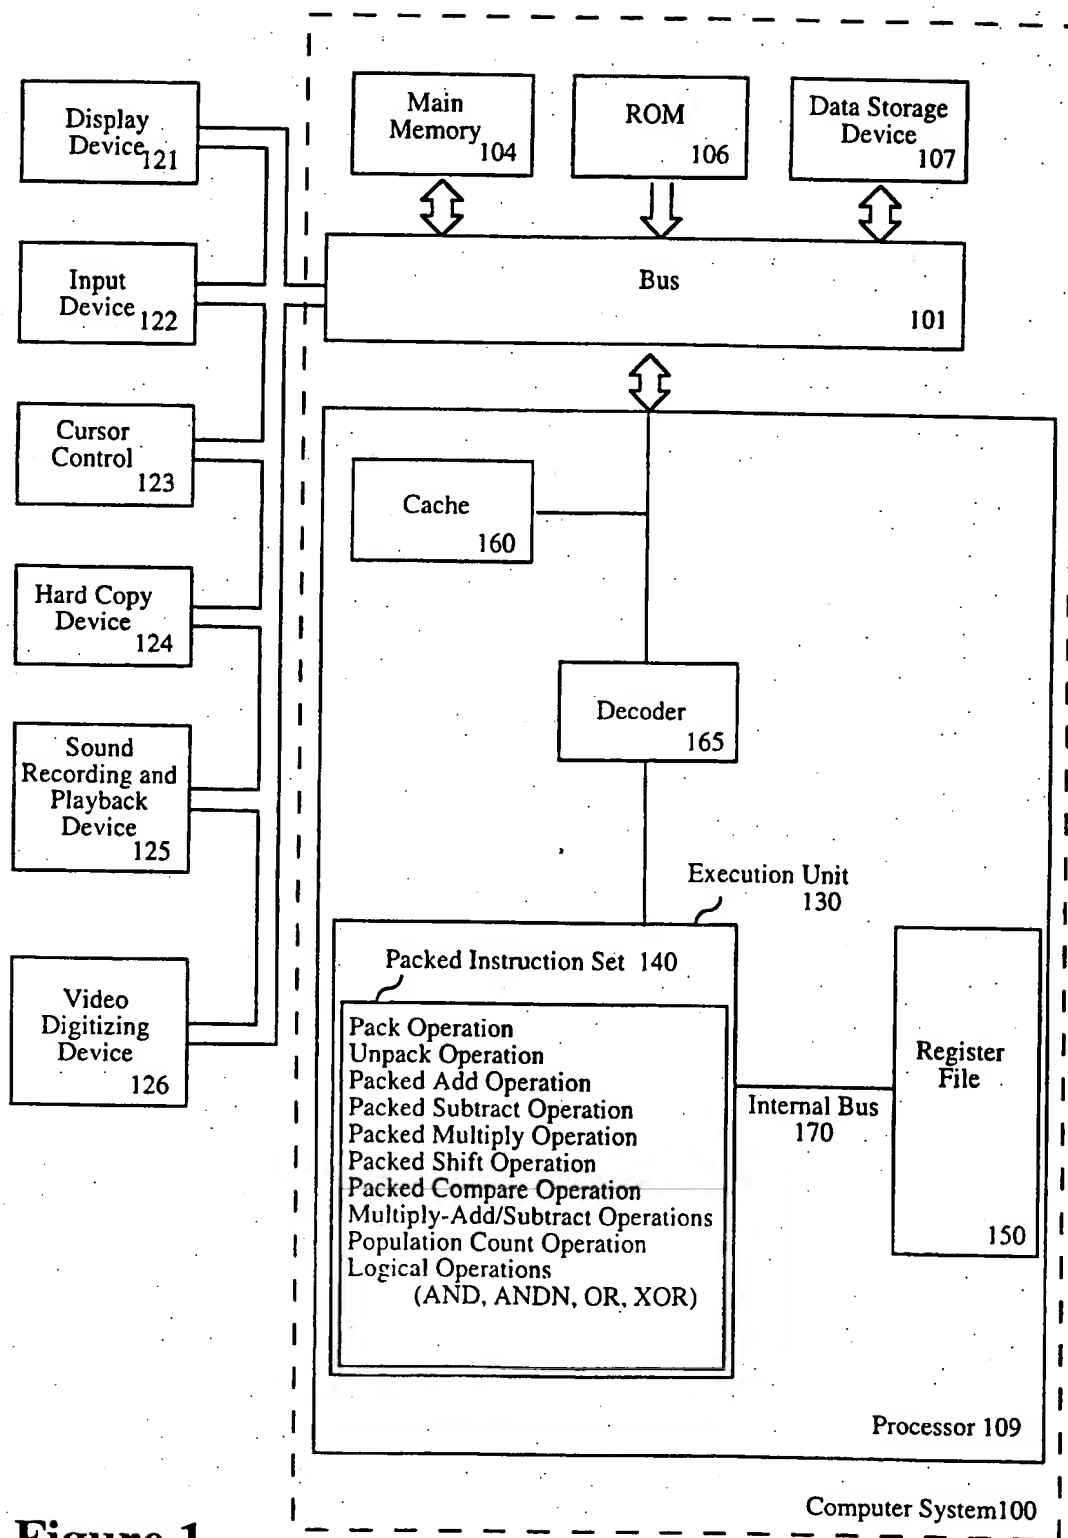 Display
Device
121
Main
Memory
104
ROM
106
Data Storage
Device
107
Input
Device
122
Bus
101
Cursor
Control
123
Cache
160
Hard Copy
Device
124
Decoder
165
Sound
Recording and
Playback
Device
125
Execution Unit
130
Packed Instruction Set 140
Video
Digitizing
Device
126
Pack Operation
Unpack Operation
Packed Add Operation
Packed Subtract Operation
Packed Multiply Operation
Packed Shift Operation
Packed Compare Operation
Multiply-Add/Subtract Operations
Population Count Operation
Logical Operations
(AND, ANDN, OR, XOR)
Internal Bus
170
Register
File
150
Processor 109
Computer System100
Figure 1